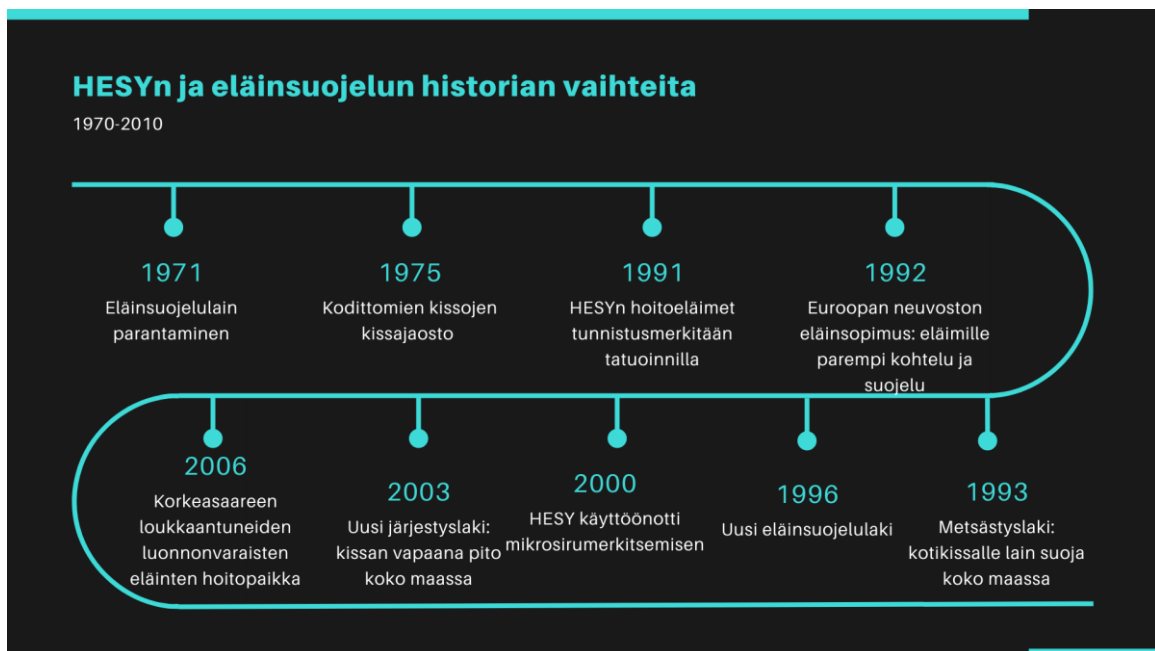 HESYn ja eläinsuojelun historian vaihteita
1970-2010
1971
Eläinsuojelulain
parantaminen
1975
Kodittomien kissojen
kissajaosto
1991
HESYn hoitoeläimet
tunnistusmerkitään
tatuoinnilla
1992
Euroopan neuvoston
eläinsopimus: eläimille
parempi kohtelu ja
suojelu
1993
Metsästyslaki:
kotikissalle lain suoja
koko maassa
1996
Uusi eläinsuojelulaki
2000
HESY käyttöönotti
mikrosirumerkitsemisen
2003
Uusi järjestyslaki:
kissan vapaana pito
koko maassa
2006
Korkeasaareen
loukkaantuneiden
luonnonvaraisten
eläinten hoitopaikka